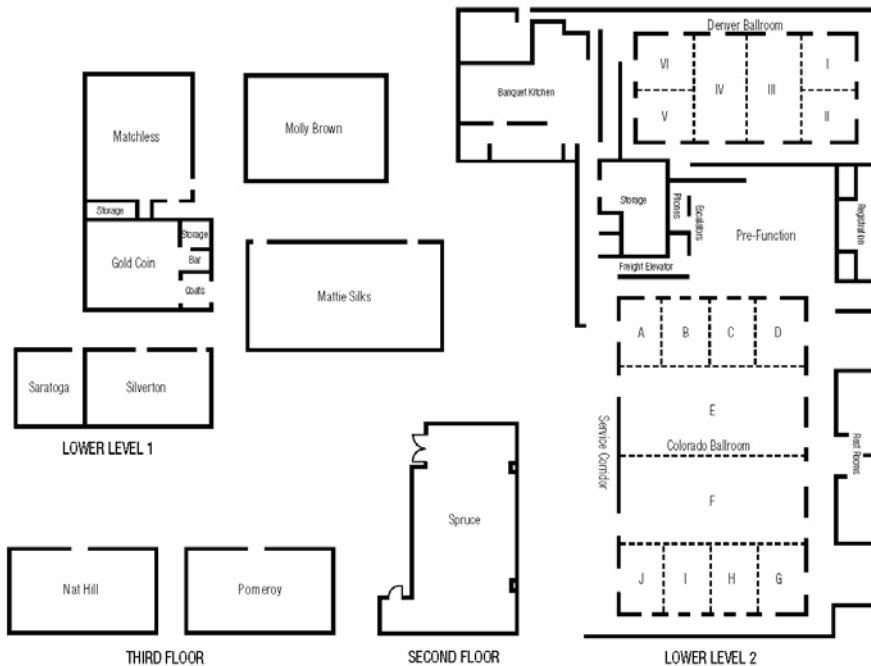 Matchless
Storage
Gold Coin
Storage
Bar
Coats
Molly Brown
Mattie Silks
Saratoga
Silverton
LOWER LEVEL 1
Nat Hill
Pomeroy
THIRD FLOOR
Spruce
SECOND FLOOR
Denver Ballroom
VI
V
IV
III
I
II
Banquet Kitchen
Storage
Phones
Escalators
Pre-Function
Registration
Freight Elevator
A
B
C
D
E
Colorado Ballroom
F
Service Corridor
Rest Rooms
J
I
H
G
LOWER LEVEL 2